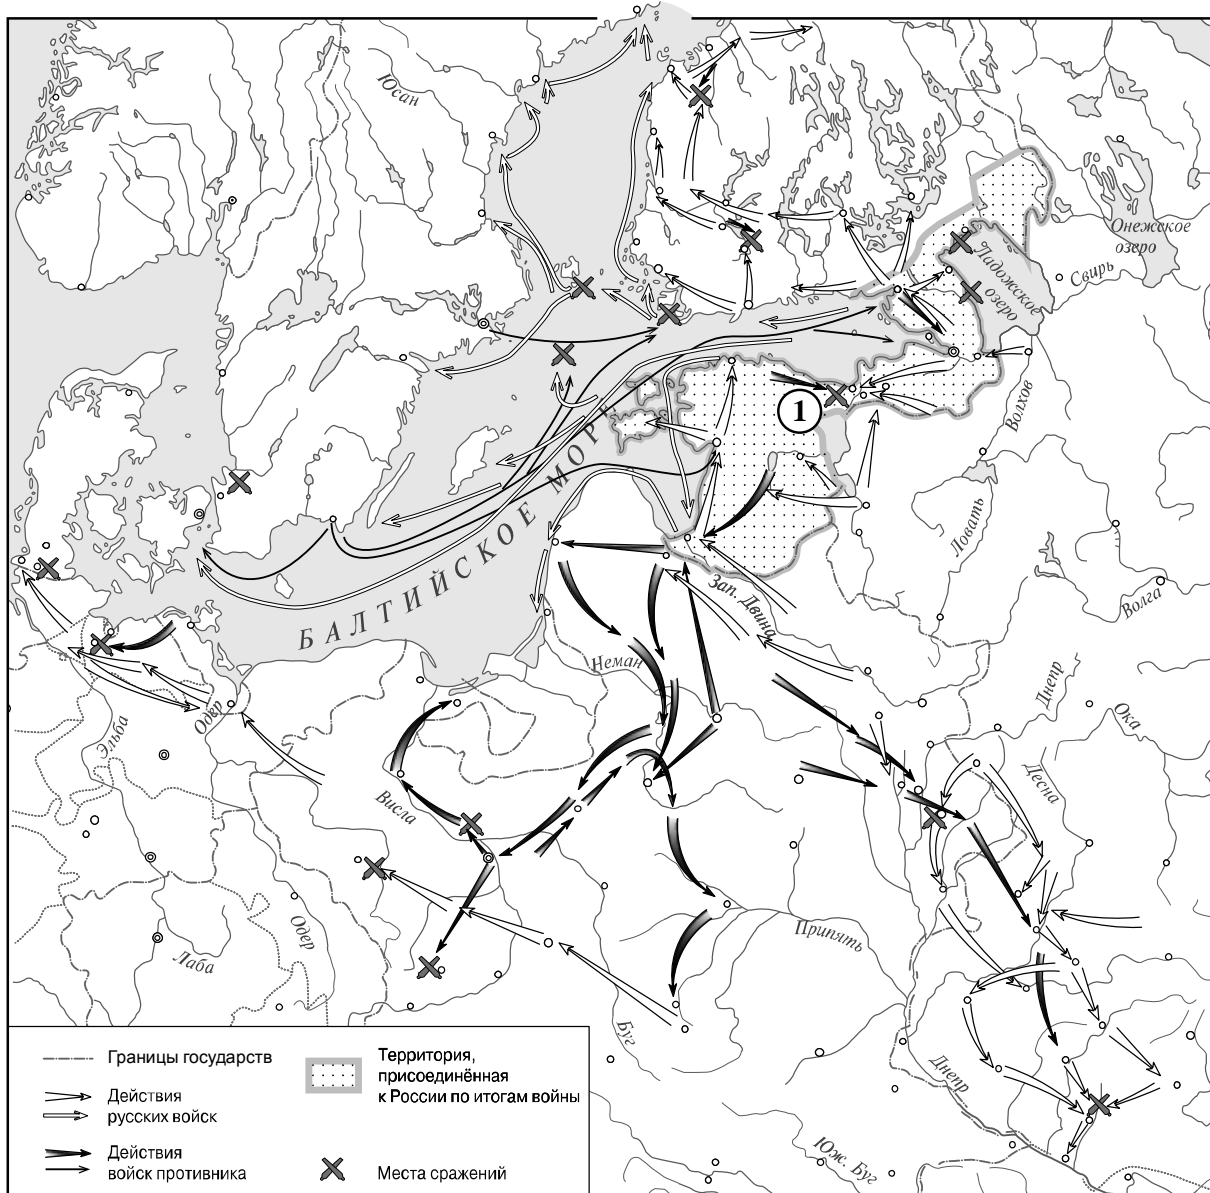 Юсан
Онежское
озеро
Ладожское
озеро
Свирь
Волхов
1
БАЛТИЙСКОЕ МОРЕ
Ловать
Зап. Двина
Волга
Неман
Днепр
Ока
Одер
Эльба
Десна
Висла
Одер
Лаба
Припять
Буг
Днепр
Юж. Буг
Границы государств
Действия
русских войск
Действия
войск противника
Территория,
присоединённая
к России по итогам войны
Места сражений